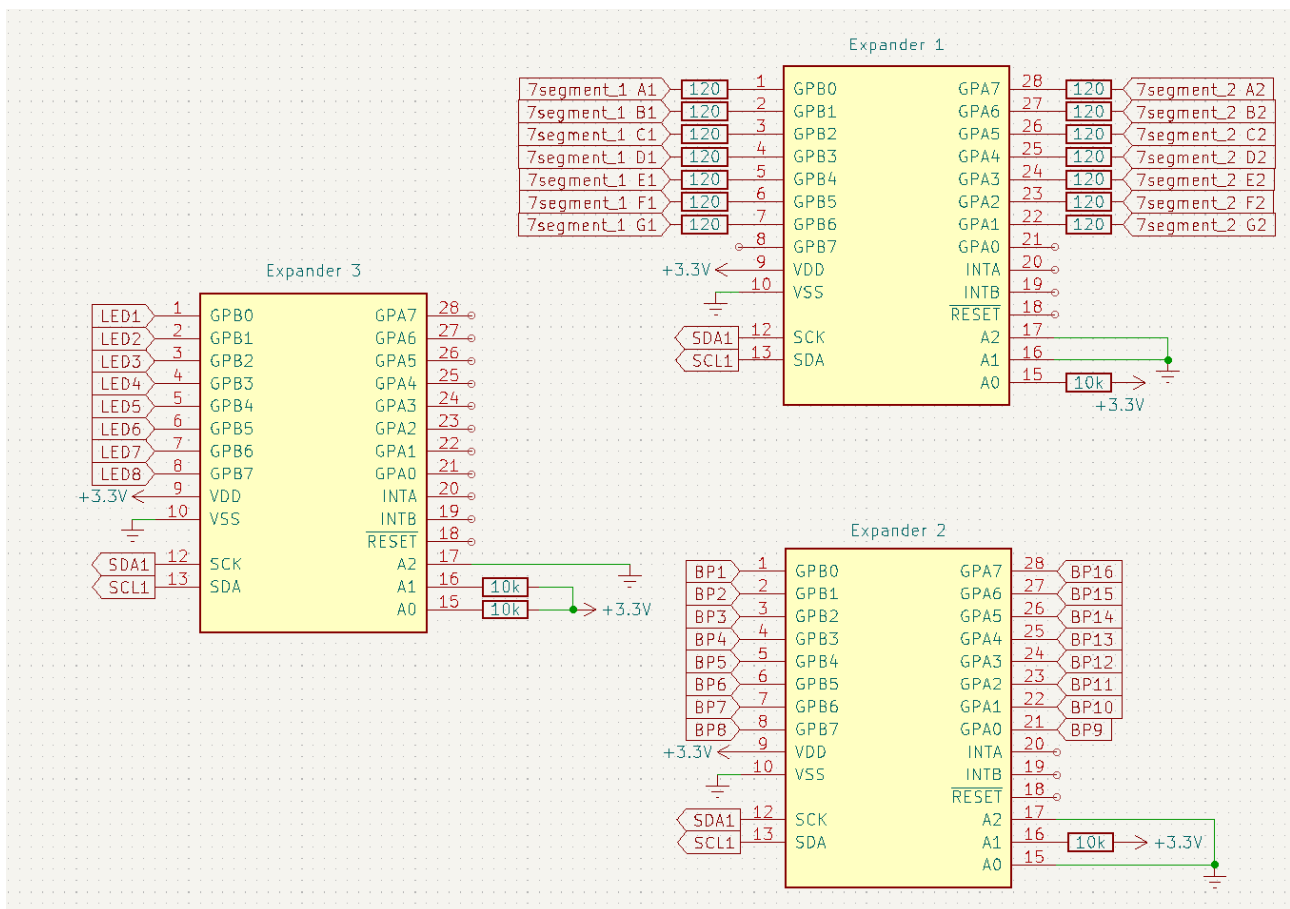 Expander 1
7segment_1 A1 120 1 GPB0 GPA7 28 120 7segment_2 A2
7segment_1 B1 120 2 GPB1 GPA6 27 120 7segment_2 B2
7segment_1 C1 120 3 GPB2 GPA5 26 120 7segment_2 C2
7segment_1 D1 120 4 GPB3 GPA4 25 120 7segment_2 D2
7segment_1 E1 120 5 GPB4 GPA3 24 120 7segment_2 E2
7segment_1 F1 120 6 GPB5 GPA2 23 120 7segment_2 F2
7segment_1 G1 120 7 GPB6 GPA1 22 120 7segment_2 G2
8 GPB7 GPA0 21
+3.3V 9 VDD INTA 20
10 VSS INTB 19
RESET 18
SDA1 12 SCK A2 17
SCL1 13 SDA A1 16
A0 15 10k
+3.3V
Expander 3
LED1 1 GPB0 GPA7 28
LED2 2 GPB1 GPA6 27
LED3 3 GPB2 GPA5 26
LED4 4 GPB3 GPA4 25
LED5 5 GPB4 GPA3 24
LED6 6 GPB5 GPA2 23
LED7 7 GPB6 GPA1 22
LED8 8 GPB7 GPA0 21
+3.3V 9 VDD INTA 20
10 VSS INTB 19
RESET 18
SDA1 12 SCK A2 17
SCL1 13 SDA A1 16 10k
A0 15 10k +3.3V
Expander 2
BP1 1 GPB0 GPA7 28 BP16
BP2 2 GPB1 GPA6 27 BP15
BP3 3 GPB2 GPA5 26 BP14
BP4 4 GPB3 GPA4 25 BP13
BP5 5 GPB4 GPA3 24 BP12
BP6 6 GPB5 GPA2 23 BP11
BP7 7 GPB6 GPA1 22 BP10
BP8 8 GPB7 GPA0 21 BP9
+3.3V 9 VDD INTA 20
10 VSS INTB 19
RESET 18
SDA1 12 SCK A2 17
SCL1 13 SDA A1 16 10k +3.3V
A0 15